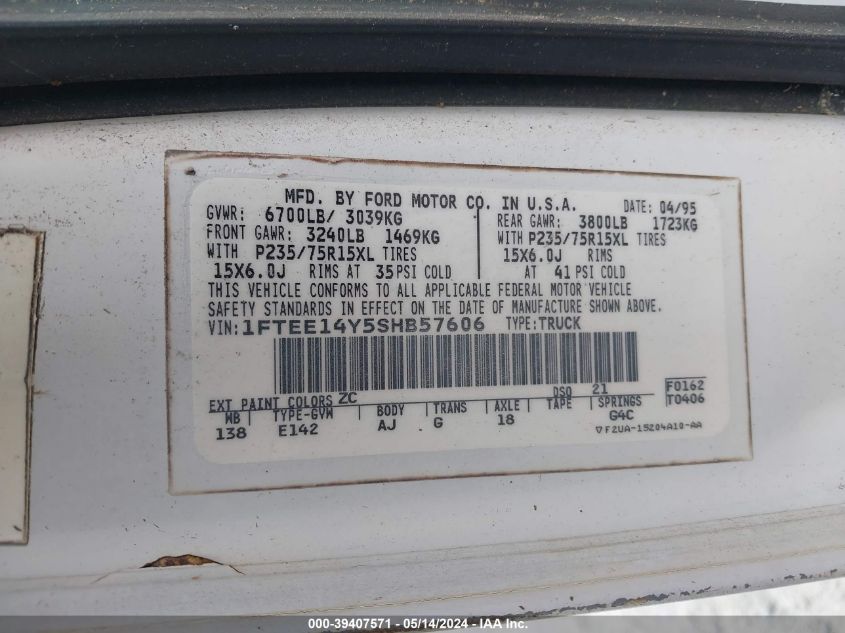 MFD. BY FORD MOTOR CO. IN U.S.A.
DATE: 04/95
GVWR: 6700LB/ 3039KG
FRONT GAWR: 3240LB 1469KG
WITH P235/75R15XL TIRES
15X6.0J RIMS AT 35PSI COLD
REAR GAWR: 3800LB 1723KG
WITH P235/75R15XL TIRES
15X6.0J RIMS
AT 41PSI COLD
THIS VEHICLE CONFORMS TO ALL APPLICABLE FEDERAL MOTOR VEHICLE
SAFETY STANDARDS IN EFFECT ON THE DATE OF MANUFACTURE SHOWN ABOVE.
VIN: 1FTEE14Y5SHB57606 TYPE: TRUCK
EXT PAINT COLORS ZC DSO 21 F0162
WB TYPE-GVW BODY TRANS AXLE TAPE SPRINGS T0406
138 E142 AJ G 18 G4C
F2UA-15204A10-AA
000-39407571 - 05/14/2024 - IAA Inc.